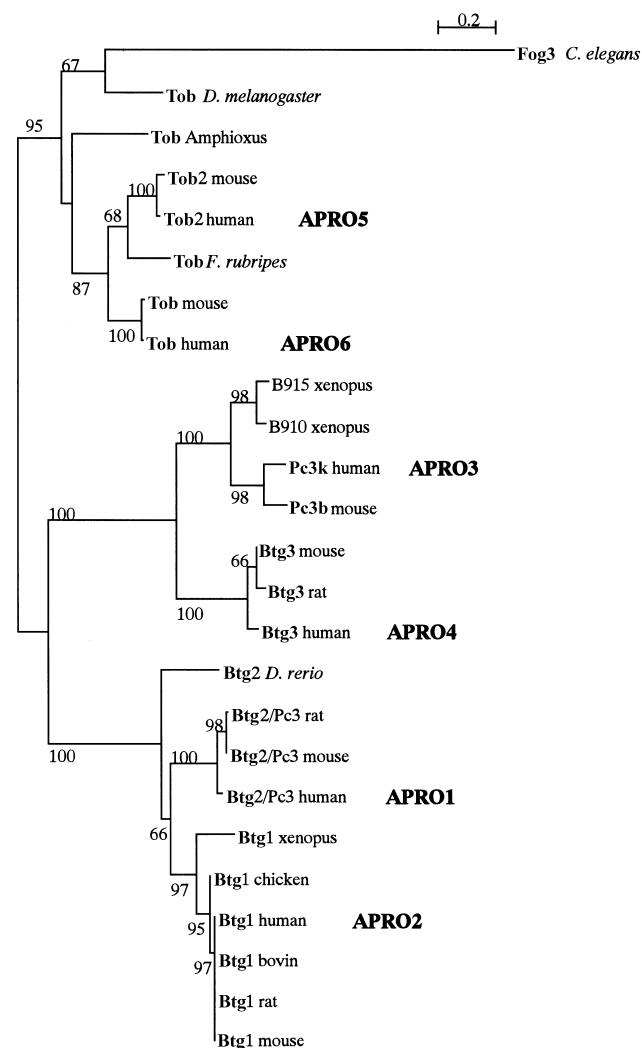 0.2
Fog3 C. elegans
67
Tob D. melanogaster
95
Tob Amphioxus
Tob2 mouse
100
Tob2 human APRO5
68
Tob F. rubripes
87
Tob mouse
100
Tob human APRO6
B915 xenopus
98
B910 xenopus
100
Pc3k human APRO3
98
Pc3b mouse
100
Btg3 mouse
66
Btg3 rat
100
Btg3 human APRO4
Btg2 D. rerio
Btg2/Pc3 rat
98
Btg2/Pc3 mouse
100
100
Btg2/Pc3 human APRO1
66
Btg1 xenopus
97
Btg1 chicken
Btg1 human APRO2
95
Btg1 bovin
97
Btg1 rat
Btg1 mouse